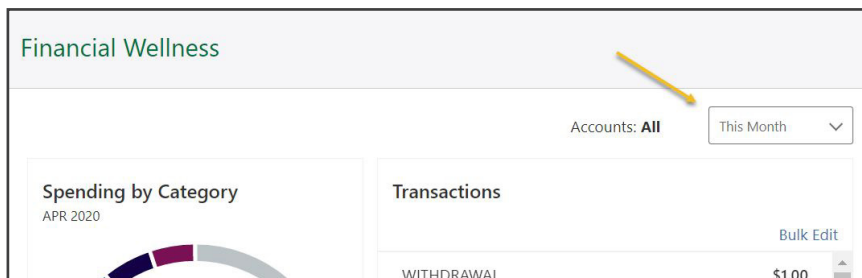 Financial Wellness
Accounts: All
This Month
Spending by Category
APR 2020
Transactions
Bulk Edit
WITHDRAWAL $1.00